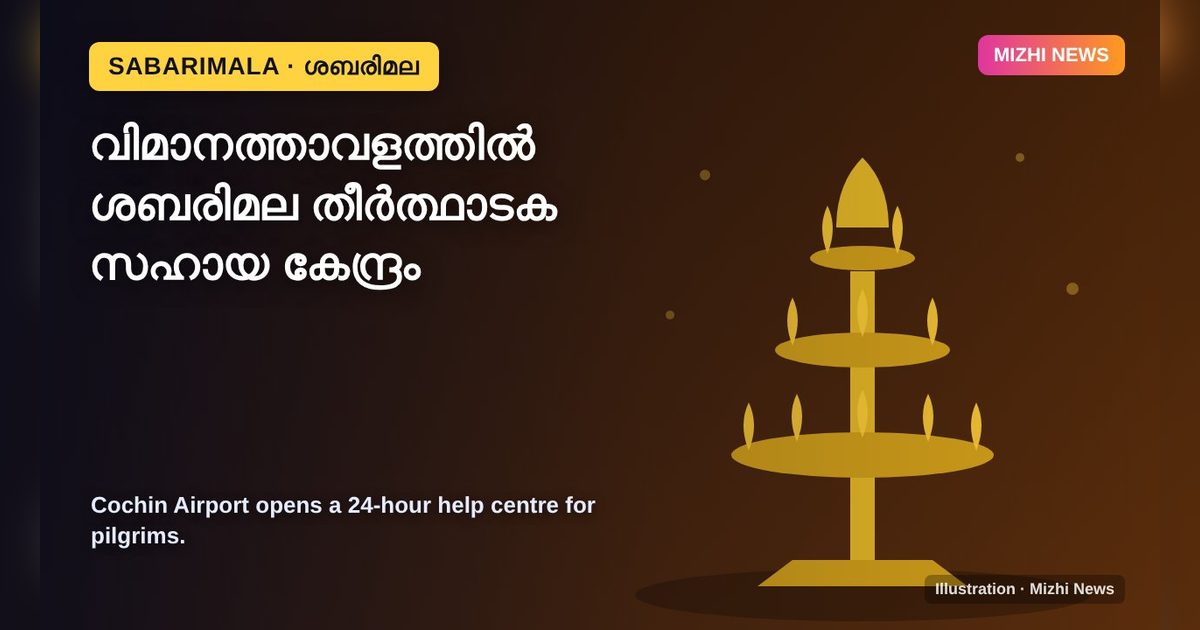 SABARIMALA · ശബരിമല
MIZHI NEWS
വിമാനത്താവളത്തിൽ
ശബരിമല തീർത്ഥാടക
സഹായ കേന്ദ്രം
Cochin Airport opens a 24-hour help centre for
pilgrims.
Illustration · Mizhi News